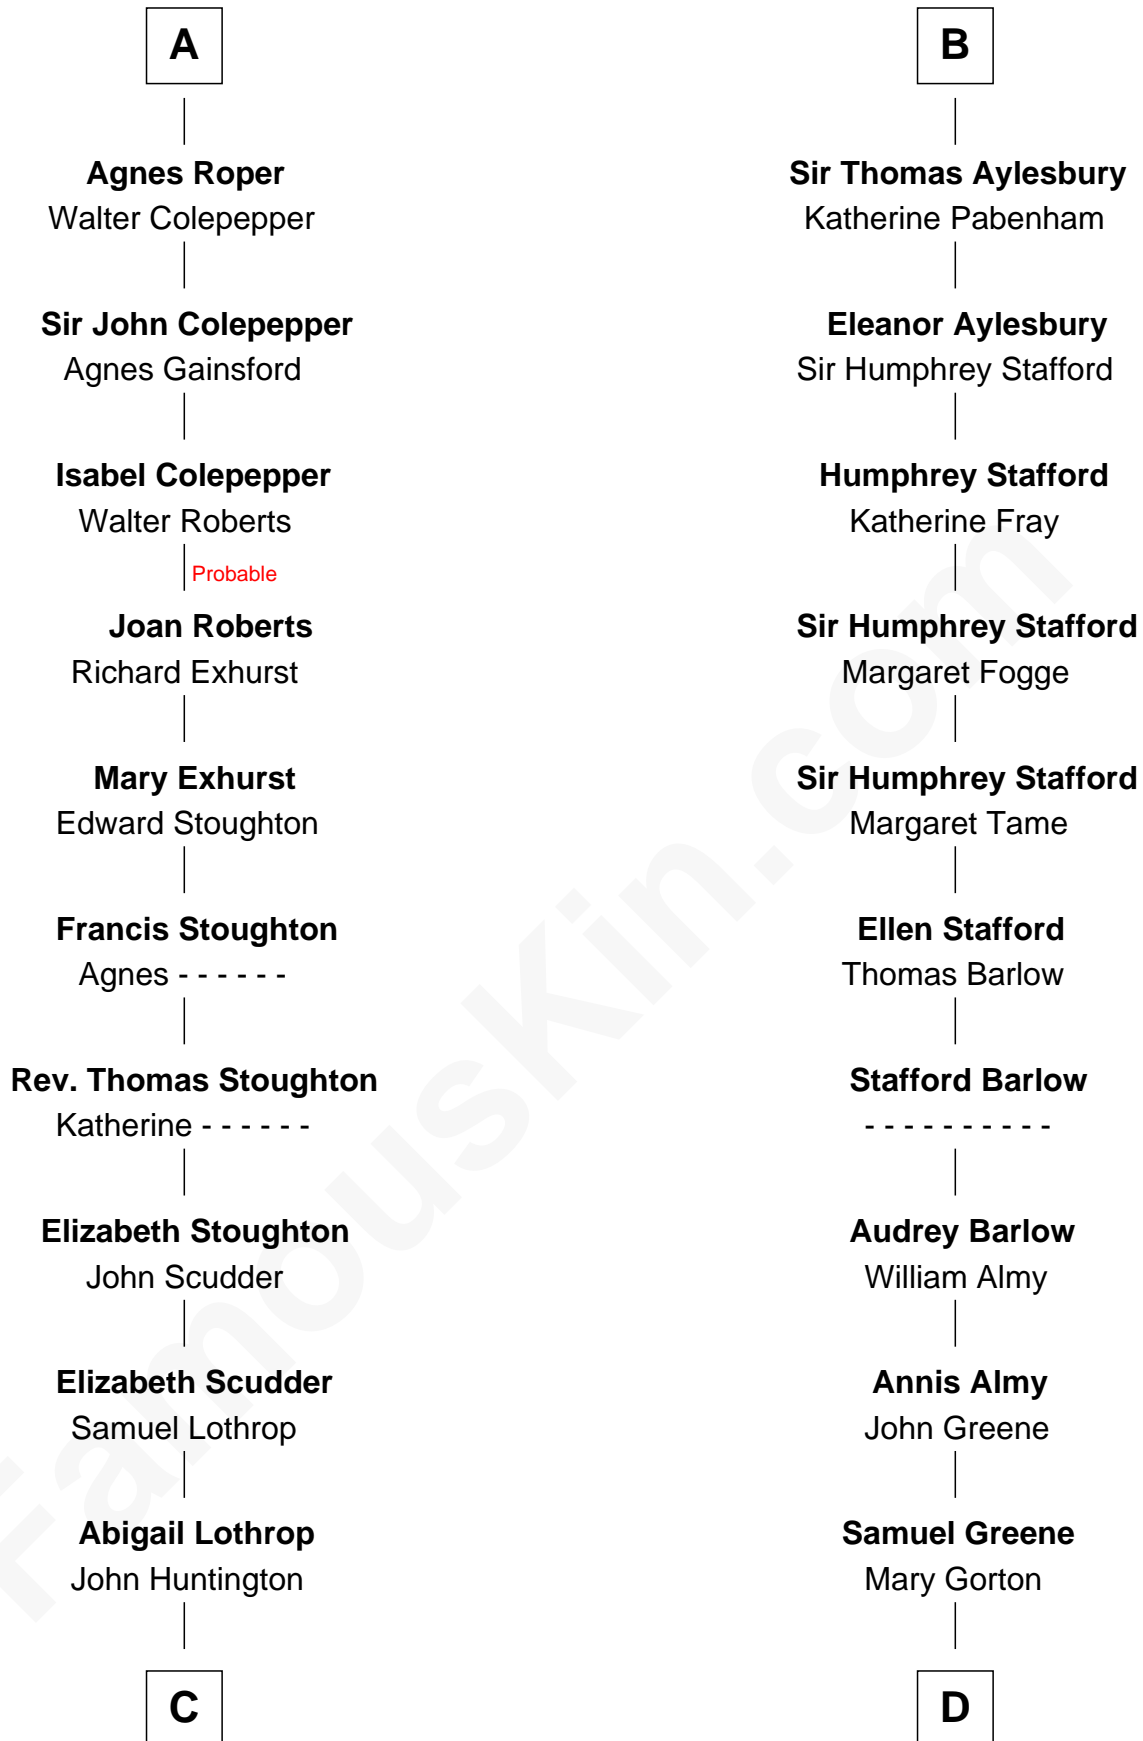 A
Agnes Roper
Walter Colepepper
Sir John Colepepper
Agnes Gainsford
Isabel Colepepper
Walter Roberts
Probable
Joan Roberts
Richard Exhurst
Mary Exhurst
Edward Stoughton
Francis Stoughton
Agnes - - - - - -
Rev. Thomas Stoughton
Katherine - - - - - -
Elizabeth Stoughton
John Scudder
Elizabeth Scudder
Samuel Lothrop
Abigail Lothrop
John Huntington
C
B
Sir Thomas Aylesbury
Katherine Pabenham
Eleanor Aylesbury
Sir Humphrey Stafford
Humphrey Stafford
Katherine Fray
Sir Humphrey Stafford
Margaret Fogge
Sir Humphrey Stafford
Margaret Tame
Ellen Stafford
Thomas Barlow
Stafford Barlow
- - - - - - - - - -
Audrey Barlow
William Almy
Annis Almy
John Greene
Samuel Greene
Mary Gorton
D
FamousKin.com